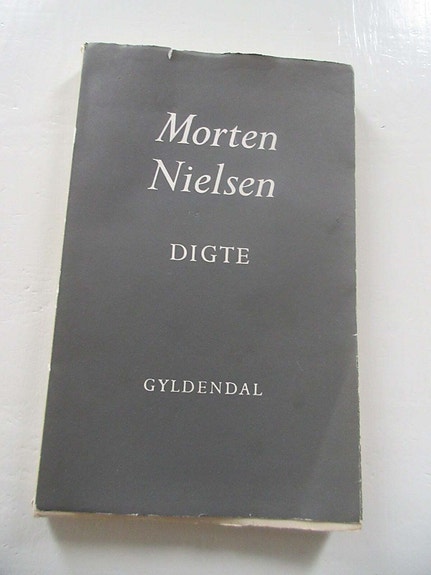 Morten
Nielsen
DIGTE
GYLDENDAL